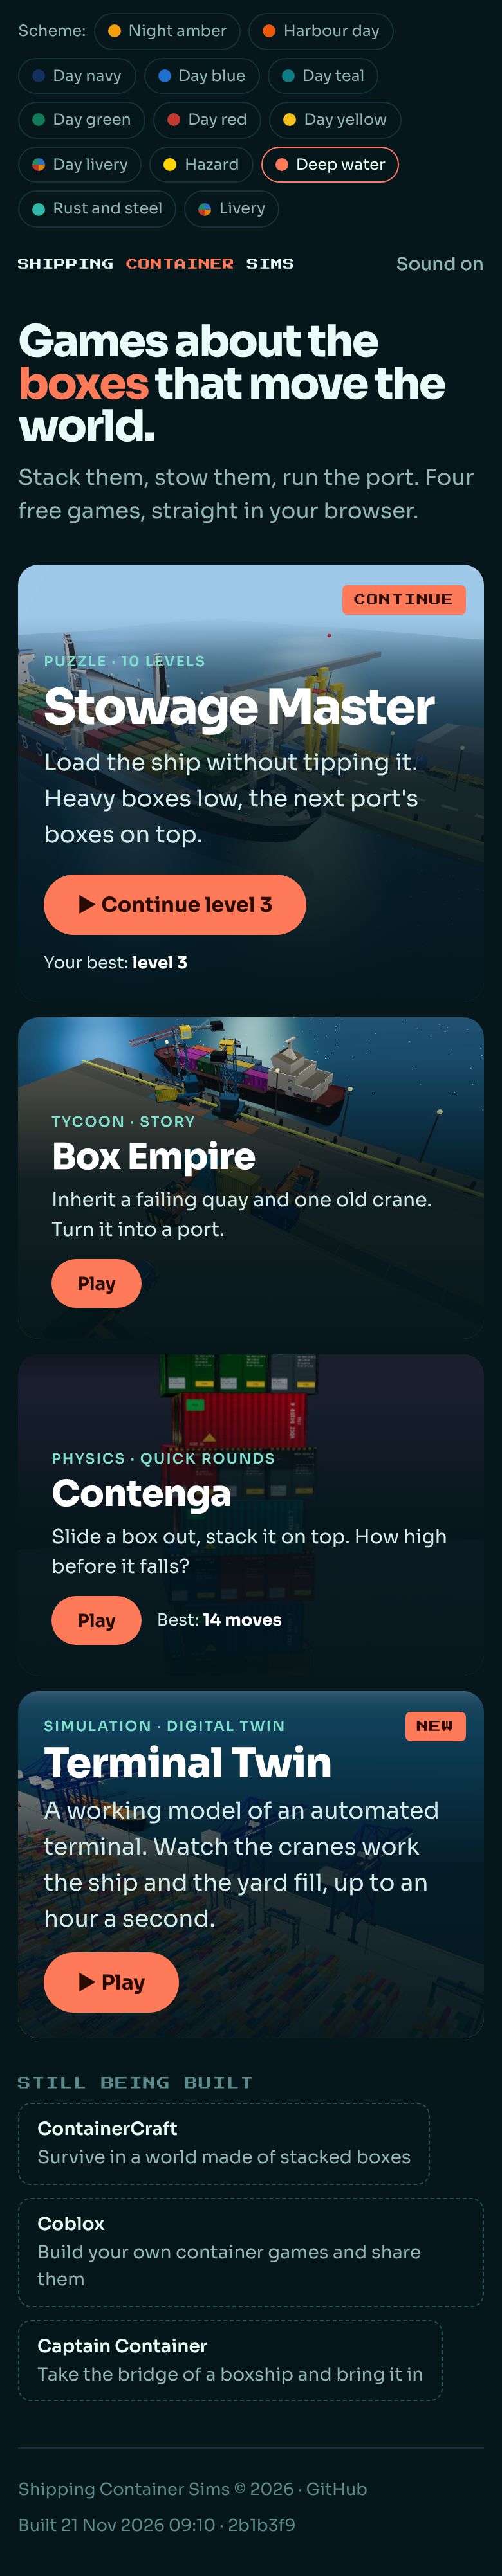 Scheme: Night amber Harbour day
Day navy Day blue Day teal
Day green Day red Day yellow
Day livery Hazard Deep water
Rust and steel Livery
SHIPPING CONTAINER SIMS Sound on
Games about the
boxes that move the
world.
Stack them, stow them, run the port. Four
free games, straight in your browser.
CONTINUE
PUZZLE · 10 LEVELS
Stowage Master
Load the ship without tipping it.
Heavy boxes low, the next port's
boxes on top.
▶ Continue level 3
Your best: level 3
TYCOON · STORY
Box Empire
Inherit a failing quay and one old crane.
Turn it into a port.
Play
PHYSICS · QUICK ROUNDS
Contenga
Slide a box out, stack it on top. How high
before it falls?
Play Best: 14 moves
SIMULATION · DIGITAL TWIN NEW
Terminal Twin
A working model of an automated
terminal. Watch the cranes work
the ship and the yard fill, up to an
hour a second.
▶ Play
STILL BEING BUILT
ContainerCraft
Survive in a world made of stacked boxes
Coblox
Build your own container games and share
them
Captain Container
Take the bridge of a boxship and bring it in
Shipping Container Sims © 2026 · GitHub
Built 21 Nov 2026 09:10 · 2b1b3f9